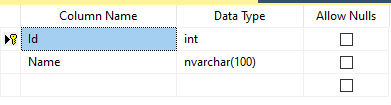 Column Name Data Type Allow Nulls
Id int
Name nvarchar(100)